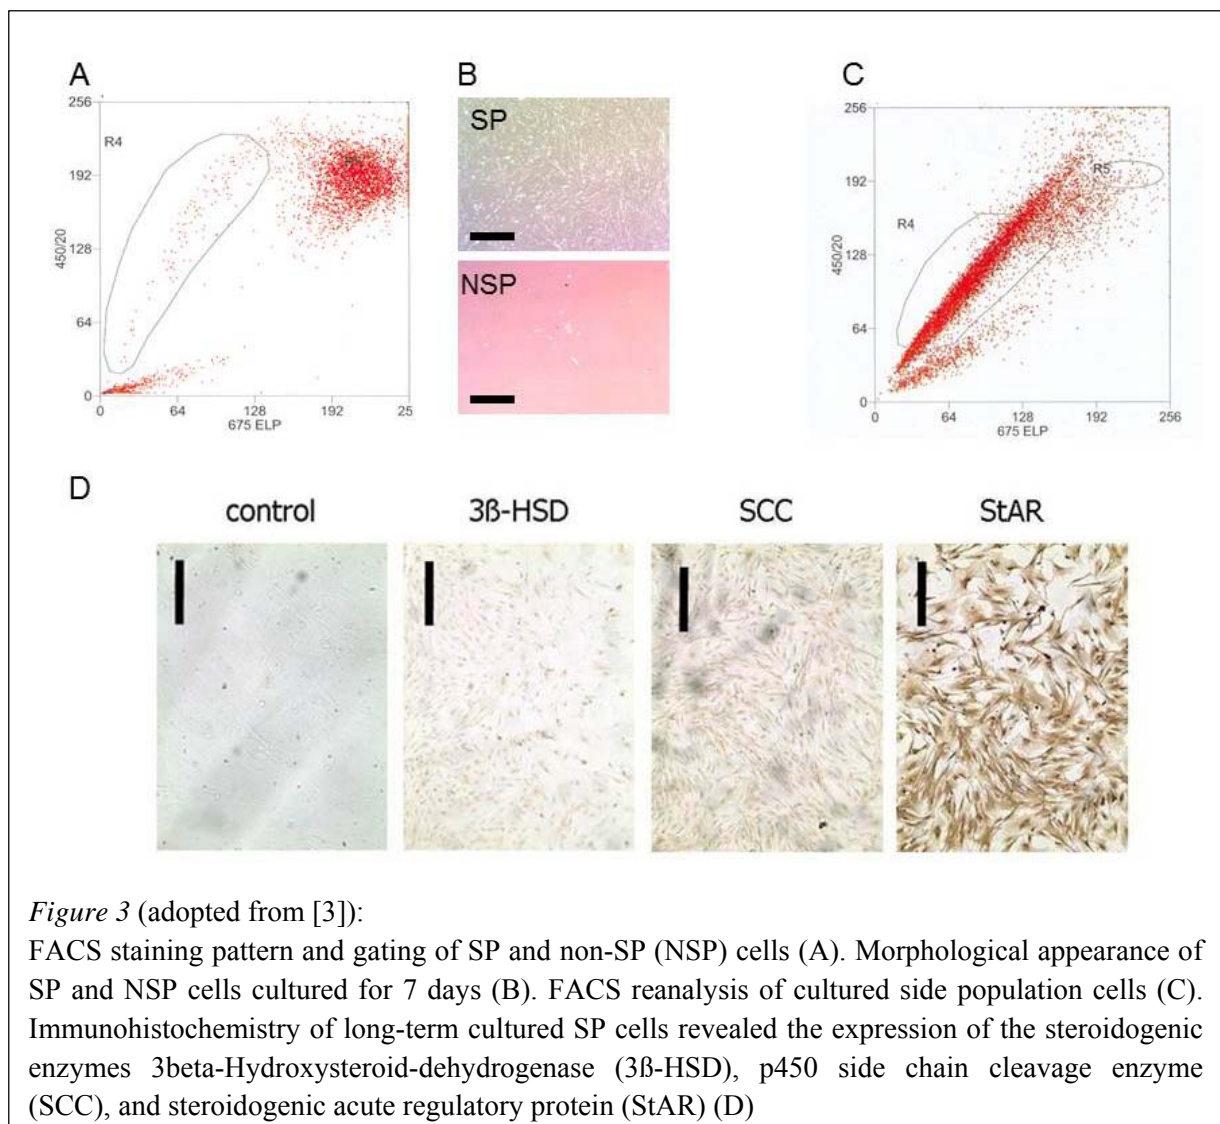 A
B
C
256
192
128
64
0
450/20
R4
0
64
128
192
25
675 ELP
SP
NSP
256
192
128
64
0
450/20
R4
R5
0
64
128
192
256
675 ELP
D
control
3ß-HSD
SCC
StAR
Figure 3 (adopted from [3]):
FACS staining pattern and gating of SP and non-SP (NSP) cells (A). Morphological appearance of
SP and NSP cells cultured for 7 days (B). FACS reanalysis of cultured side population cells (C).
Immunohistochemistry of long-term cultured SP cells revealed the expression of the steroidogenic
enzymes 3beta-Hydroxysteroid-dehydrogenase (3ß-HSD), p450 side chain cleavage enzyme
(SCC), and steroidogenic acute regulatory protein (StAR) (D)